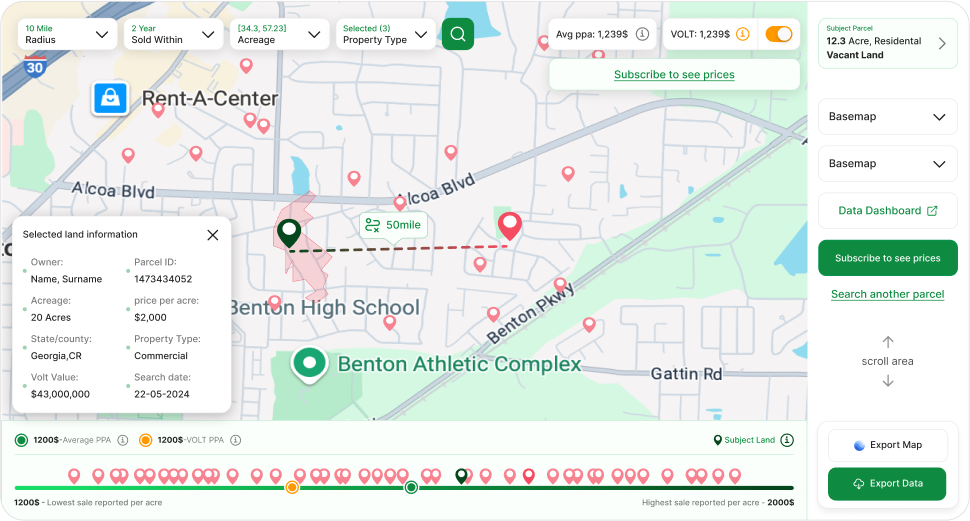 10 Mile
Radius
2 Year
Sold Within
[34.3, 57.23]
Acreage
Selected (3)
Property Type
Avg ppa: 1,239$
VOLT: 1,239$
Subscribe to see prices
Subject Parcel
12.3 Acre, Residential
Vacant Land
30
Rent-A-Center
Basemap
Basemap
Alcoa Blvd
Alcoa Blvd
Data Dashboard
50mile
Selected land information
Owner:
Name, Surname
Parcel ID:
1473434052
Acreage:
20 Acres
price per acre:
$2,000
State/county:
Georgia,CR
Property Type:
Commercial
Volt Value:
$43,000,000
Search date:
22-05-2024
Subscribe to see prices
Search another parcel
Benton High School
Benton Pkwy
Benton Athletic Complex
Gattin Rd
scroll area
1200$-Average PPA
1200$-VOLT PPA
Subject Land
Export Map
Export Data
1200$ - Lowest sale reported per acre
Highest sale reported per acre - 2000$